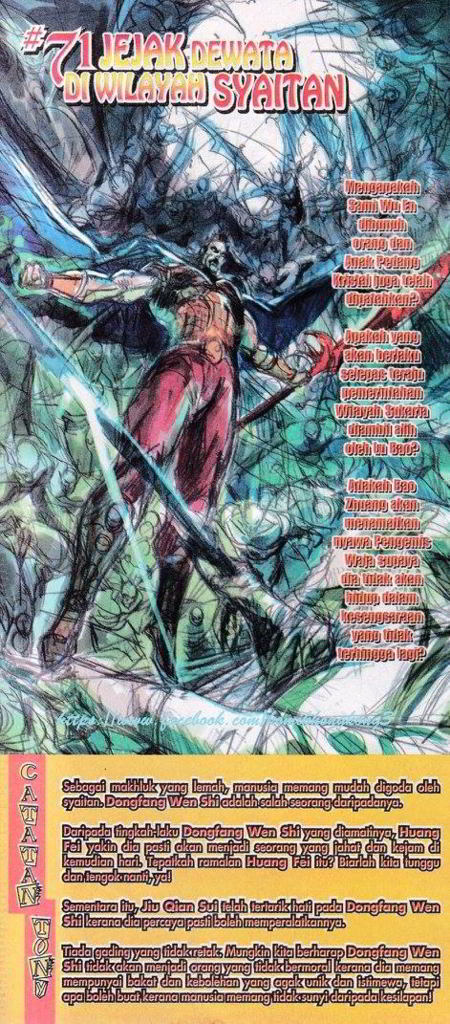 #71 JEJAK DEWATA
DI WILAYAH SYAITAN
Mengapakah
Sami Wu En
dibunuh
orang dan
Anak Pedang
Kristal juga telah
dipatahkan?
Apakah yang
akan berlaku
selepas teraju
pemerintahan
Wilayah Sukaria
diambil alih
oleh Lu Bao?
Adakah Bao
Zhuang akan
menamatkan
nyawa Pengemis
Waja supaya
dia tidak akan
hidup dalam
kesengsaraan
yang tidak
terhingga lagi?
https://www.facebook.com/
CATATAN TONY
Sebagai makhluk yang lemah, manusia memang mudah digoda oleh
syaitan. Dongfang Wen Shi adalah salah seorang daripadanya.
Daripada tingkah-laku Dongfang Wen Shi yang diamatinya, Huang
Fei yakin dia pasti akan menjadi seorang yang jahat dan kejam di
kemudian hari. Tepatkah ramalan Huang Fei itu? Biarlah kita tunggu
dan tengok nanti, ya!
Sementara itu, Jiu Qian Sui telah tertarik hati pada Dongfang Wen
Shi kerana dia percaya pasti boleh memperalatkannya.
Tiada gading yang tidak retak. Mungkin kita berharap Dongfang Wen
Shi tidak akan menjadi orang yang tidak bermoral kerana dia memang
mempunyai bakat dan kebolehan yang agak unik dan istimewa, tetapi
apa boleh buat kerana manusia memang tidak sunyi daripada kesilapan!